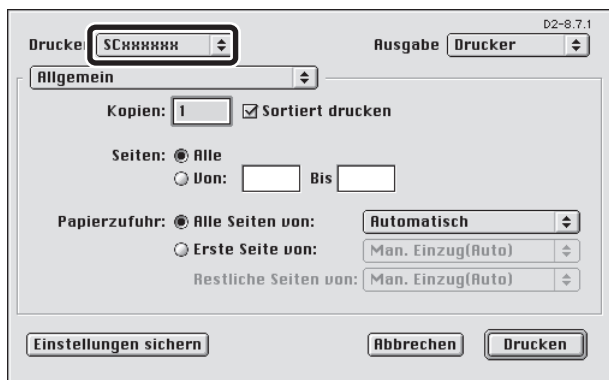 D2-8.7.1
Drucker SCxxxxxx Ausgabe Drucker
Allgemein
Kopien: 1 Sortiert drucken
Seiten: Alle
Von: Bis
Papierzufuhr: Alle Seiten von: Automatisch
Erste Seite von: Man. Einzug(Auto)
Restliche Seiten von: Man. Einzug(Auto)
Einstellungen sichern Abbrechen Drucken